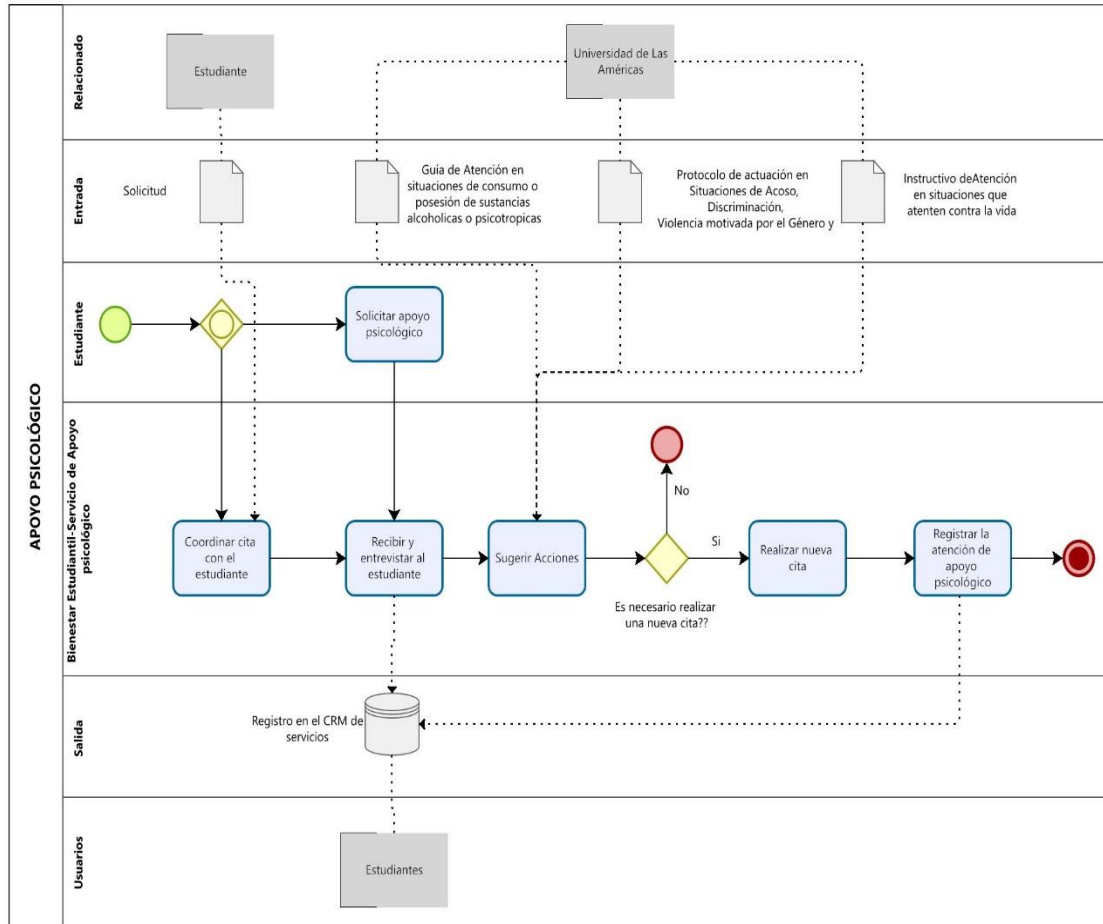 APOYO PSICOLÓGICO
Relacionado
Estudiante
Universidad de Las
Américas
Entrada
Solicitud
Guía de Atención en
situaciones de consumo o
posesión de sustancias
alcoholicas o psicotropicas
Protocolo de actuación en
Situaciones de Acoso,
Discriminación,
Violencia motivada por el Género y
Instructivo deAtención
en situaciones que
atenten contra la vida
Estudiante
Solicitar apoyo
psicológico
Bienestar Estudiantil-Servicio de Apoyo
psicológico
Coordinar cita
con el
estudiante
Recibir y
entrevistar al
estudiante
Sugerir Acciones
No
Si
Es necesario realizar
una nueva cita??
Realizar nueva
cita
Registrar la
atención de
apoyo
psicológico
Salida
Registro en el CRM de
servicios
Usuarios
Estudiantes